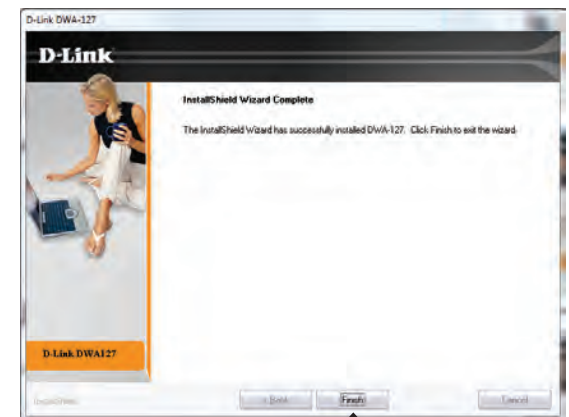 D-Link DWA-127
D-Link
InstallShield Wizard Complete
The InstallShield Wizard has successfully installed DWA-127. Click Finish to exit the wizard.
D-Link DWA127
InstallShield
< Back
Finish
Cancel